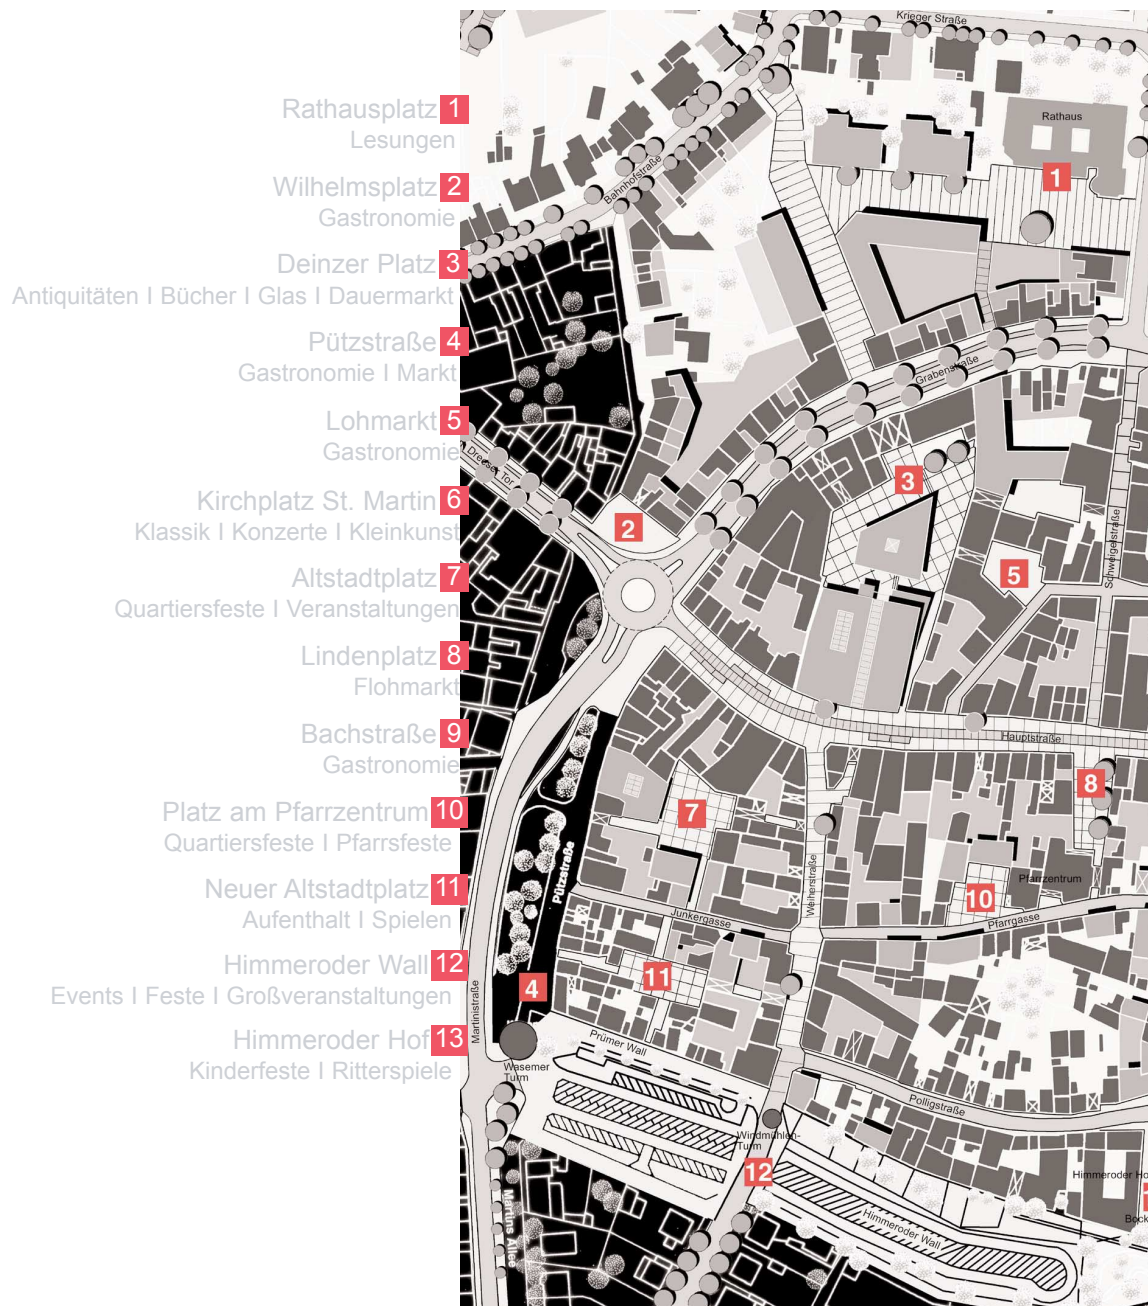 Rathausplatz 1
Lesungen
Wilhelmsplatz 2
Gastronomie
Deinzer Platz 3
Antiquitäten I Bücher I Glas I Dauermarkt
Pützstraße 4
Gastronomie I Markt
Lohmarkt 5
Gastronomie
Kirchplatz St. Martin 6
Klassik I Konzerte I Kleinkunst
Altstadtplatz 7
Quartiersfeste I Veranstaltungen
Lindenplatz 8
Flohmarkt
Bachstraße 9
Gastronomie
Platz am Pfarrzentrum 10
Quartiersfeste I Pfarrsfeste
Neuer Altstadtplatz 11
Aufenthalt I Spielen
Himmeroder Wall 12
Events I Feste I Großveranstaltungen
Himmeroder Hof 13
Kinderfeste I Ritterspiele
Krieger Straße
Rathaus
1
Bahnhofstraße
Grabenstraße
Dreeser Tor
3
2
5
Schweigelstraße
Hauptstraße
8
7
Pützstraße
Weiherstraße
Pfarrzentrum
10
Junkergasse
Pfarrgasse
11
4
Martinistraße
Prümer Wall
Wasemer
Turm
Polligstraße
Windmühlen-
Turm
12
Himmeroder Ho
Martins Allee
Himmeroder Wall
Bock